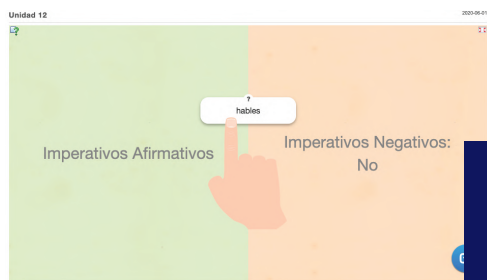 Unidad 12
2020-06-01
?
hables
Imperativos Afirmativos
Imperativos Negativos:
No